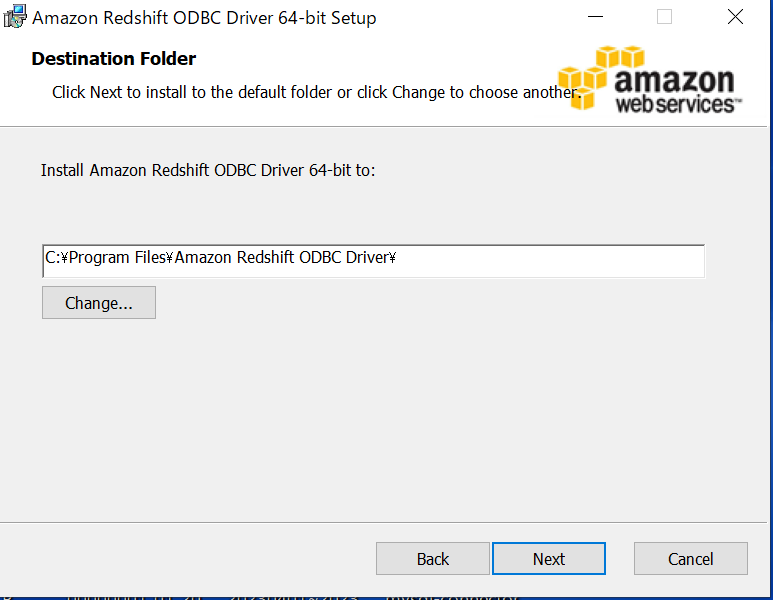 Amazon Redshift ODBC Driver 64-bit Setup
Destination Folder
Click Next to install to the default folder or click Change to choose another.
amazon
web services™
Install Amazon Redshift ODBC Driver 64-bit to:
C:¥Program Files¥Amazon Redshift ODBC Driver¥
Change...
Back
Next
Cancel